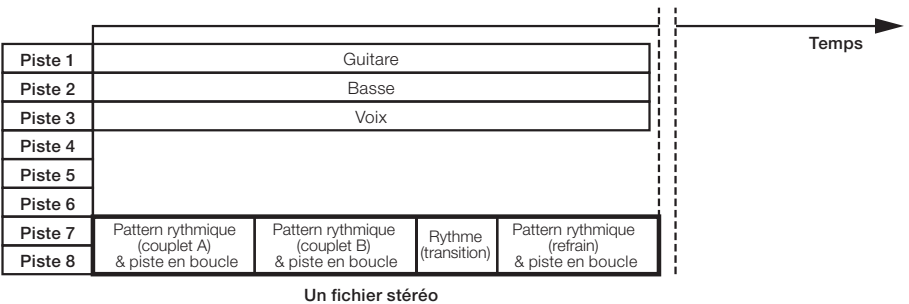 Temps
Piste 1
Guitare
Piste 2
Basse
Piste 3
Voix
Piste 4
Piste 5
Piste 6
Piste 7
Piste 8
Pattern rythmique
(couplet A)
& piste en boucle
Pattern rythmique
(couplet B)
& piste en boucle
Rythme
(transition)
Pattern rythmique
(refrain)
& piste en boucle
Un fichier stéréo